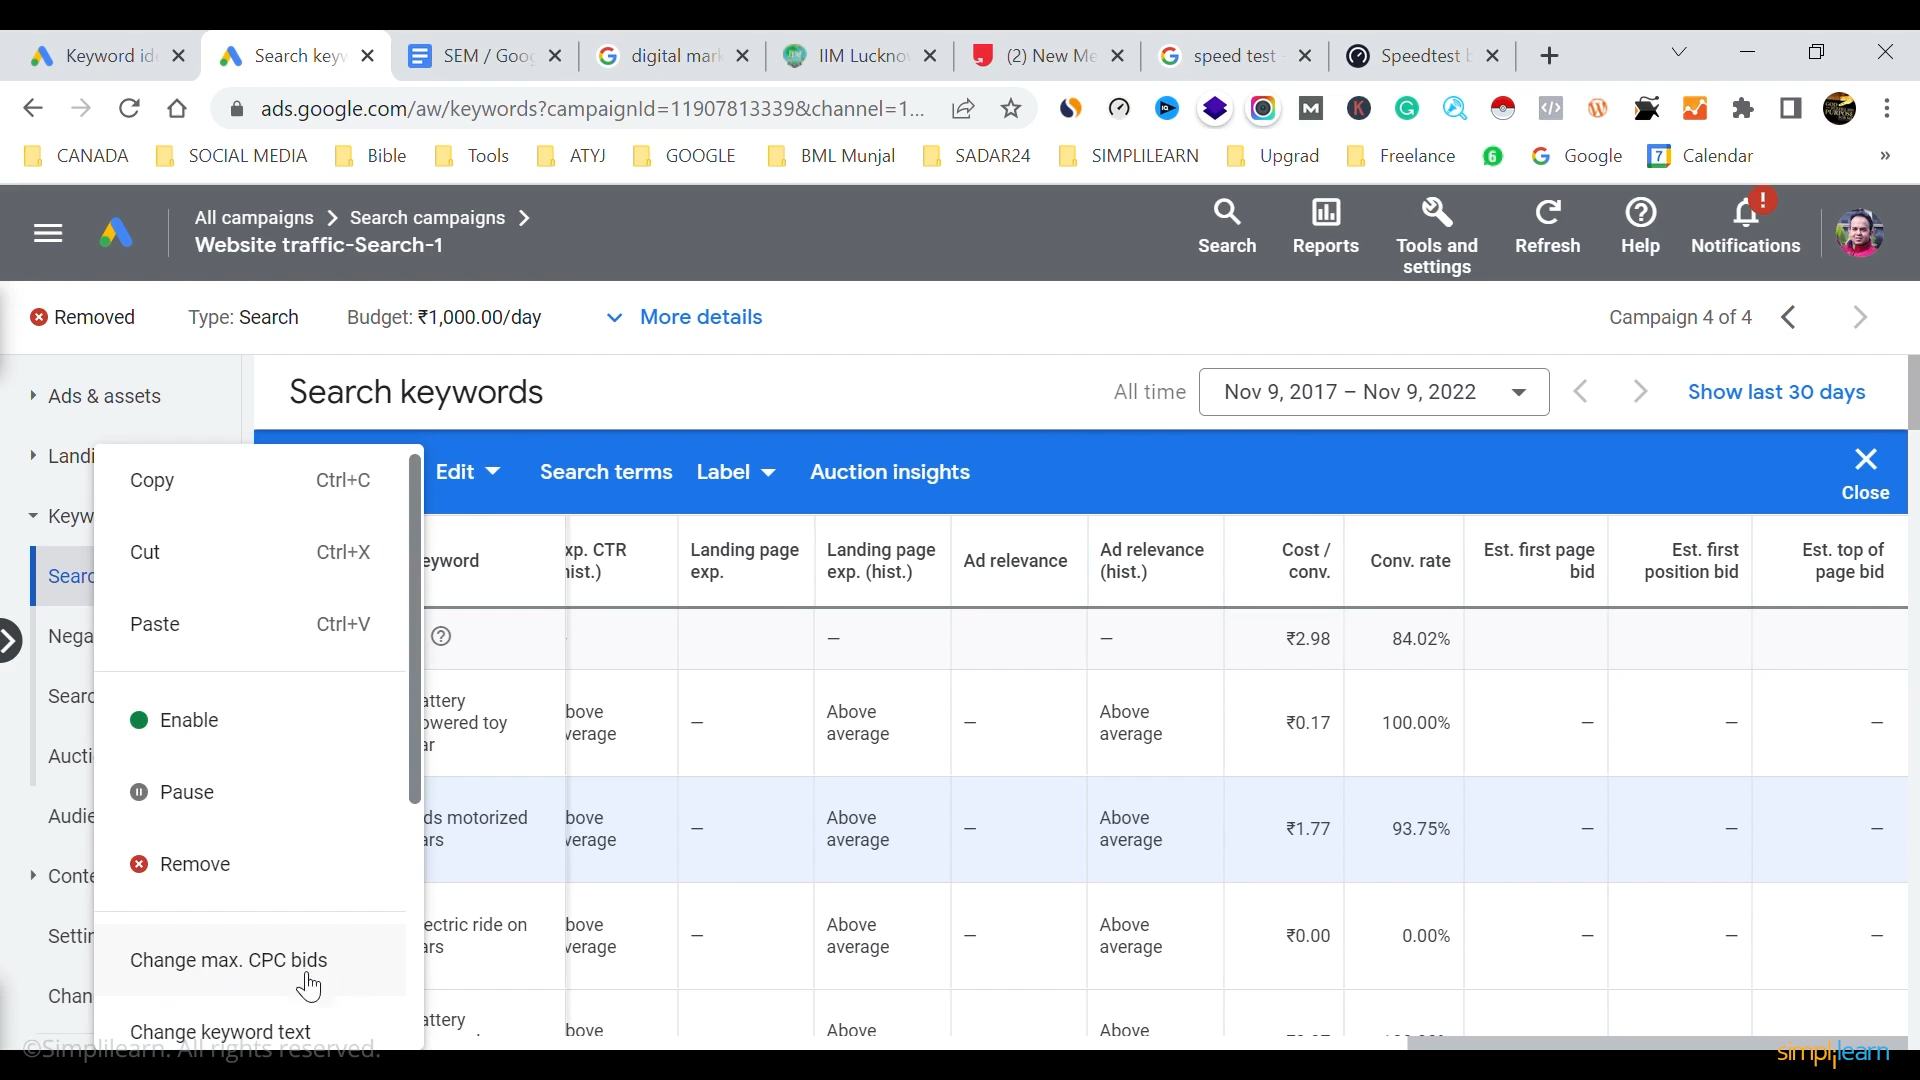 Keyword id
Search keyw
SEM / Goog
digital mar
IIM Lucknow
(2) New Me
speed test -
Speedtest b
ads.google.com/aw/keywords?campaignId=11907813339&channel=1...
CANADA
SOCIAL MEDIA
Bible
Tools
ATYJ
GOOGLE
BML Munjal
SADAR24
SIMPLILEARN
Upgrad
Freelance
Google
Calendar
All campaigns > Search campaigns >
Website traffic-Search-1
Search
Reports
Tools and
settings
Refresh
Help
Notifications
Removed
Type: Search
Budget: ₹1,000.00/day
More details
Campaign 4 of 4
Ads & assets
Landi
Keyw
Searc
Nega
Searc
Aucti
Audie
Conte
Settin
Chan
Search keywords
All time
Nov 9, 2017 – Nov 9, 2022
Show last 30 days
Edit
Search terms
Label
Auction insights
Close
Copy Ctrl+C
Cut Ctrl+X
Paste Ctrl+V
Enable
Pause
Remove
Change max. CPC bids
Change keyword text
eyword
xp. CTR
hist.)
Landing page
exp.
Landing page
exp. (hist.)
Ad relevance
Ad relevance
(hist.)
Cost /
conv.
Conv. rate
Est. first page
bid
Est. first
position bid
Est. top of
page bid
— — ₹2.98 84.02%
attery
owered toy
ar
bove
verage
—
Above
average
—
Above
average
₹0.17 100.00% — — —
ds motorized
ars
bove
verage
—
Above
average
—
Above
average
₹1.77 93.75% — — —
ectric ride on
ars
bove
verage
—
Above
average
—
Above
average
₹0.00 0.00% — — —
attery
bove
Above
Above
©Simplilearn. All rights reserved.
simplilearn